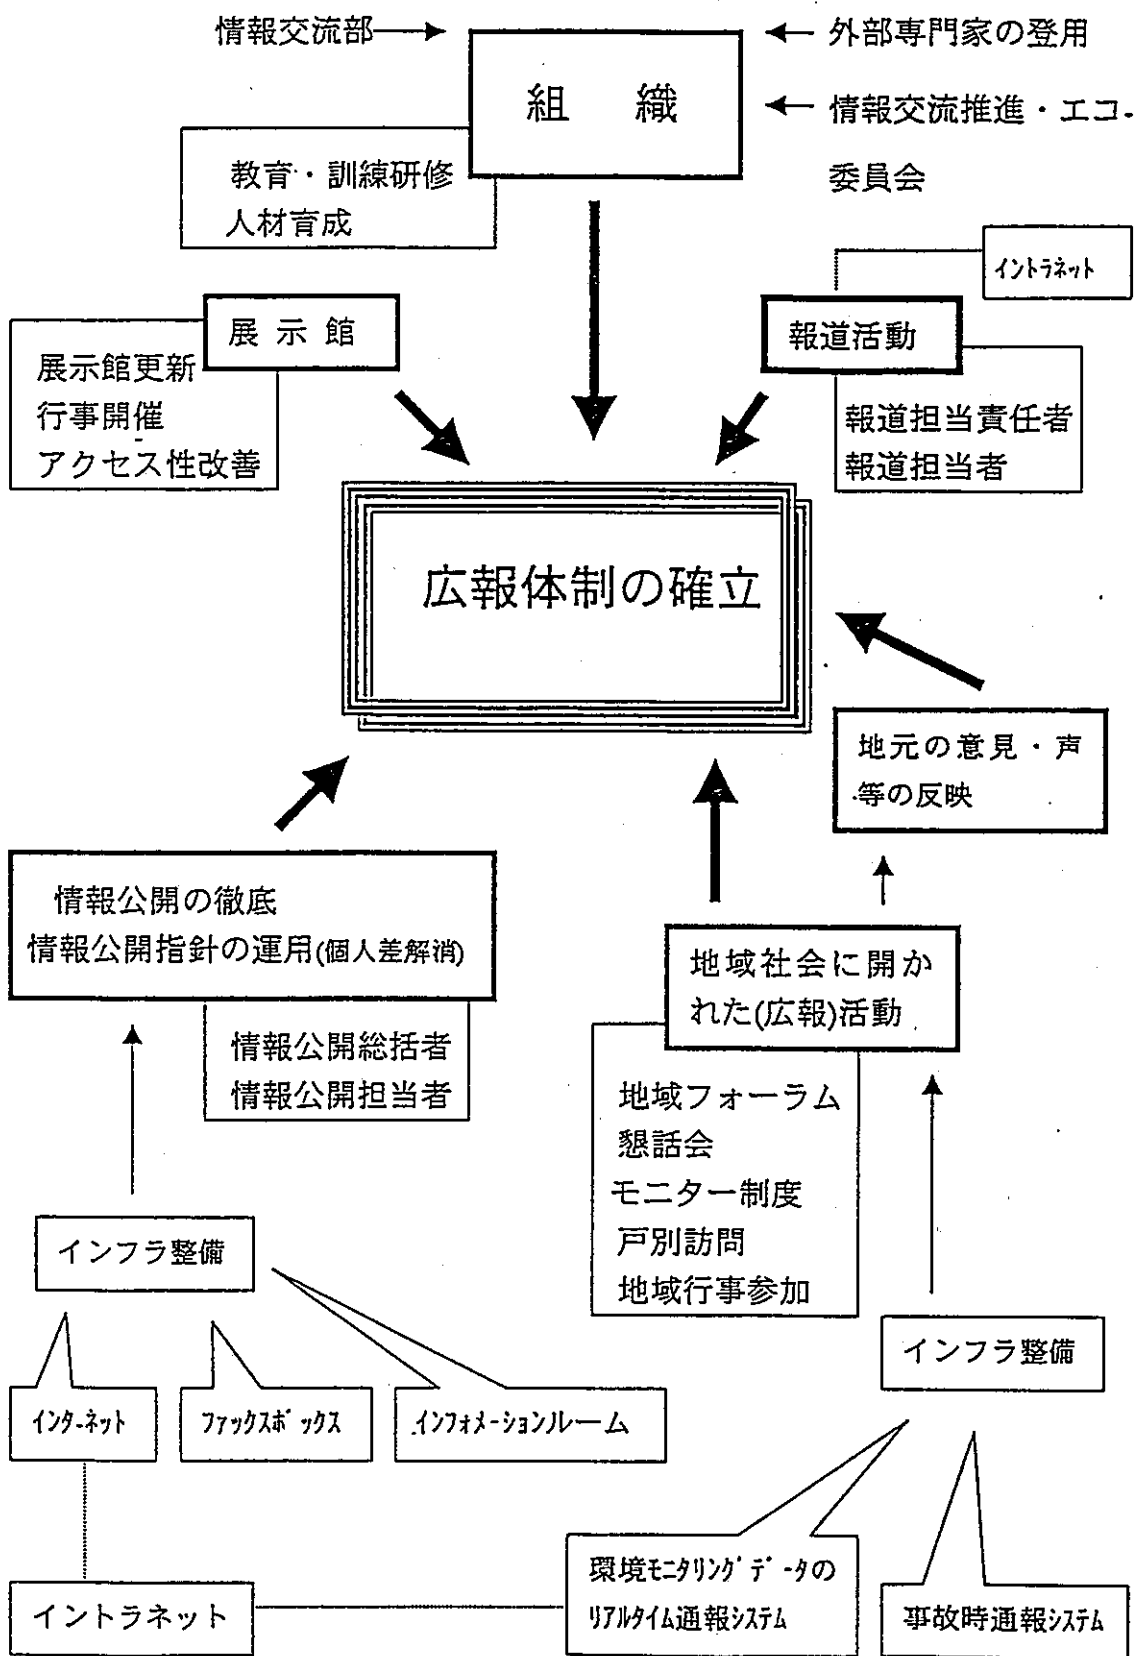 情報交流部
外部専門家の登用
組 織
情報交流推進・エコ-
委員会
教育・訓練研修
人材育成
イントラネット
展 示 館
報道活動
展示館更新
行事開催
アクセス性改善
報道担当責任者
報道担当者
広報体制の確立
地元の意見・声
等の反映
情報公開の徹底
情報公開指針の運用(個人差解消)
地域社会に開か
れた(広報)活動
情報公開総括者
情報公開担当者
地域フォーラム
懇話会
モニター制度
戸別訪問
地域行事参加
インフラ整備
インフラ整備
インターネット
ファックスボックス
インフォメーションルーム
環境モニタリングデータの
リアルタイム通報システム
事故時通報システム
イントラネット